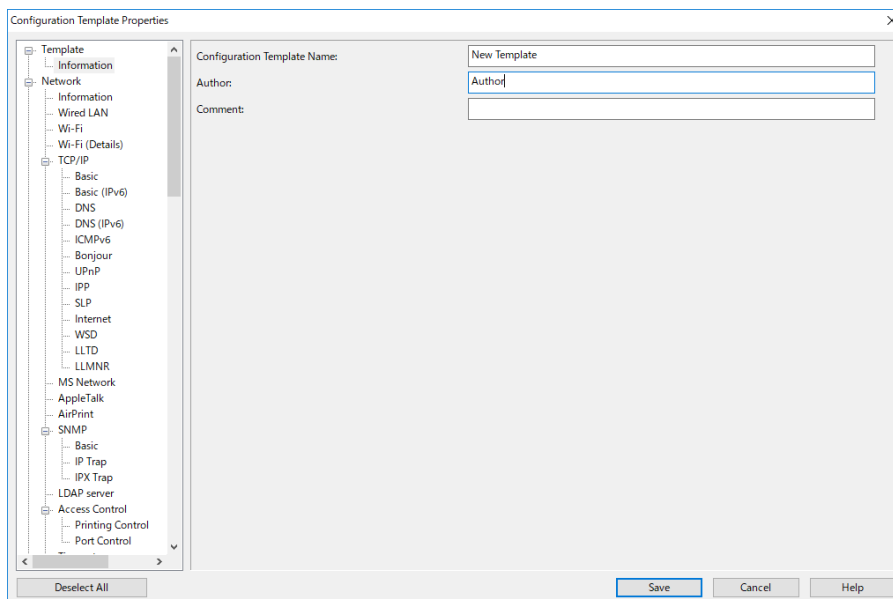 Configuration Template Properties
Template
Information
Network
Information
Wired LAN
Wi-Fi
Wi-Fi (Details)
TCP/IP
Basic
Basic (IPv6)
DNS
DNS (IPv6)
ICMPv6
Bonjour
UPnP
IPP
SLP
Internet
WSD
LLTD
LLMNR
MS Network
AppleTalk
AirPrint
SNMP
Basic
IP Trap
IPX Trap
LDAP server
Access Control
Printing Control
Port Control
Configuration Template Name: New Template
Author: Author
Comment:
Deselect All Save Cancel Help